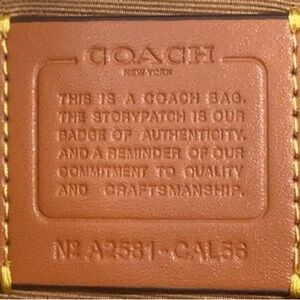 COACH
NEW YORK
THIS IS A COACH BAG.
THE STORYPATCH IS OUR
BADGE OF AUTHENTICITY.
AND A REMINDER OF OUR
COMMITMENT TO QUALITY
AND CRAFTSMANSHIP.
Nº A2581-CAL56